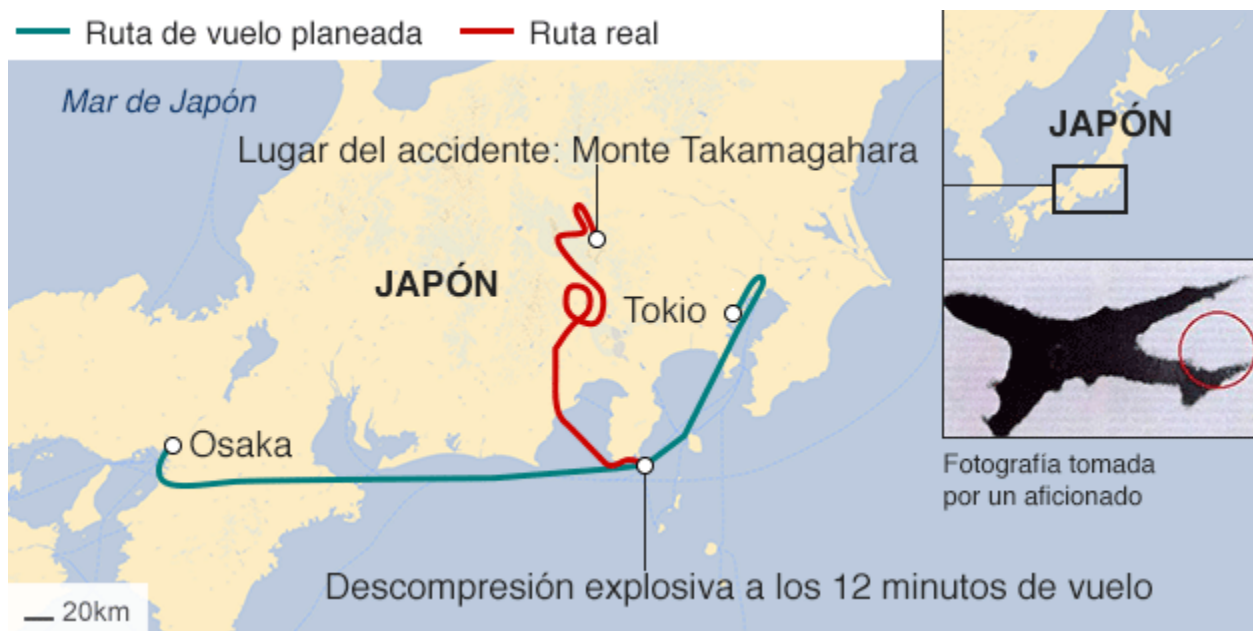 Ruta de vuelo planeada
Ruta real
Mar de Japón
JAPÓN
Lugar del accidente: Monte Takamagahara
JAPÓN
Tokio
Osaka
Fotografía tomada
por un aficionado
Descompresión explosiva a los 12 minutos de vuelo
20km